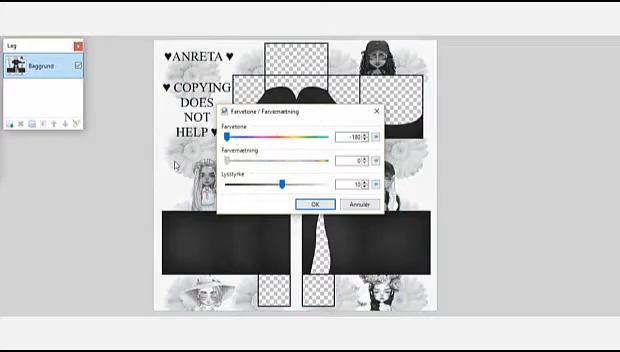 Lag
Baggrund
♥ANRETA ♥
♥ COPYING
DOES
NOT
HELP ♥
Farvetone / Farvemætning
Farvetone
-180
Farvemætning
0
Lysstyrke
10
OK
Annullér